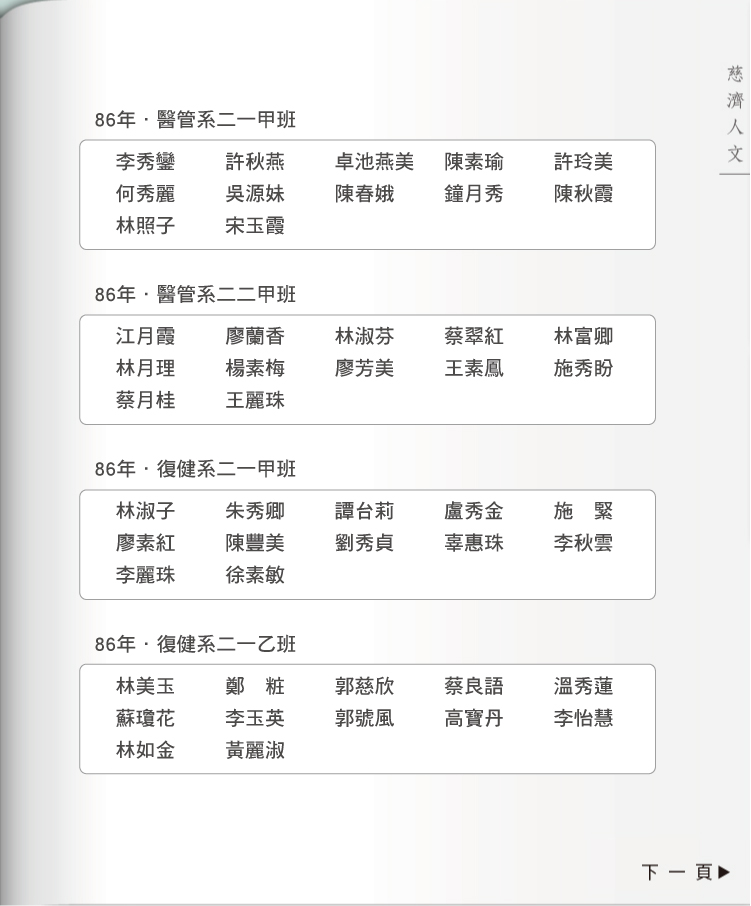 慈濟人文
86年·醫管系二一甲班
李秀鑾 許秋燕 卓池燕美 陳素瑜 許玲美
何秀麗 吳源妹 陳春娥 鐘月秀 陳秋霞
林照子 宋玉霞
86年·醫管系二二甲班
江月霞 廖蘭香 林淑芬 蔡翠紅 林富卿
林月理 楊素梅 廖芳美 王素鳳 施秀盼
蔡月桂 王麗珠
86年·復健系二一甲班
林淑子 朱秀卿 譚台莉 盧秀金 施 緊
廖素紅 陳豐美 劉秀貞 辜惠珠 李秋雲
李麗珠 徐素敏
86年·復健系二一乙班
林美玉 鄭 粧 郭慈欣 蔡良語 溫秀蓮
蘇瓊花 李玉英 郭號風 高寶丹 李怡慧
林如金 黃麗淑
下一頁▶